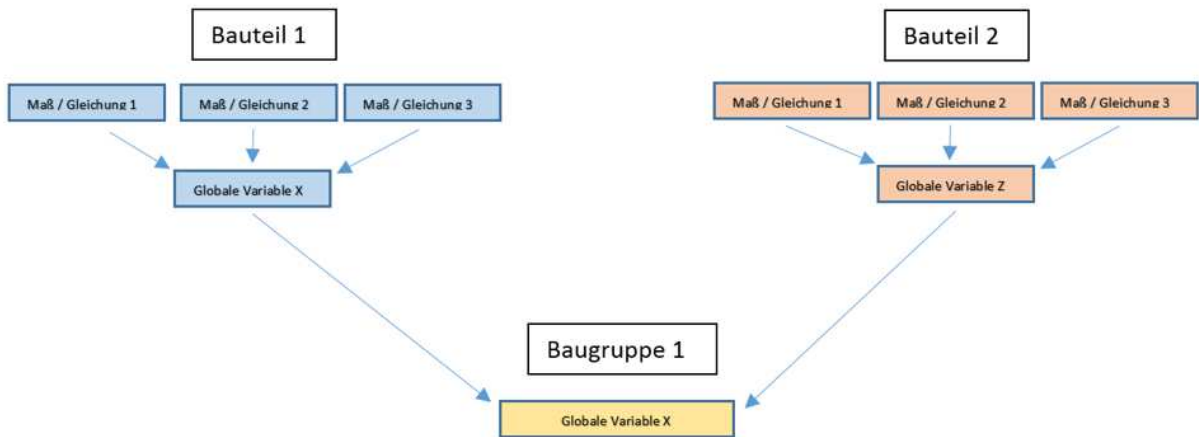 Bauteil 1
Bauteil 2
Maß / Gleichung 1
Maß / Gleichung 2
Maß / Gleichung 3
Maß / Gleichung 1
Maß / Gleichung 2
Maß / Gleichung 3
Globale Variable X
Globale Variable Z
Baugruppe 1
Globale Variable X